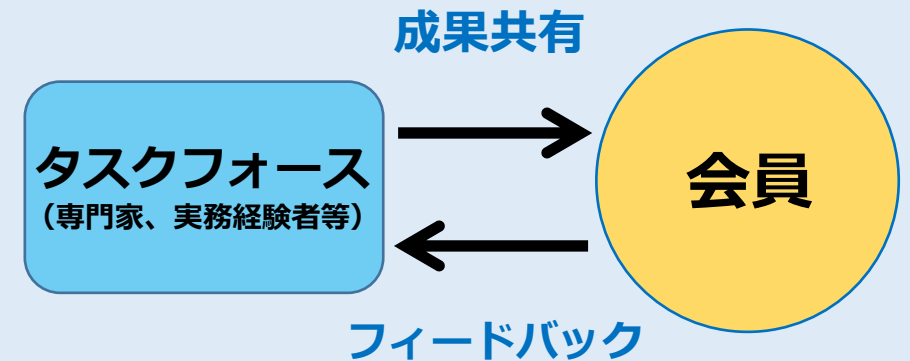 成果共有
タスクフォース
（専門家、実務経験者等）
会員
フィードバック